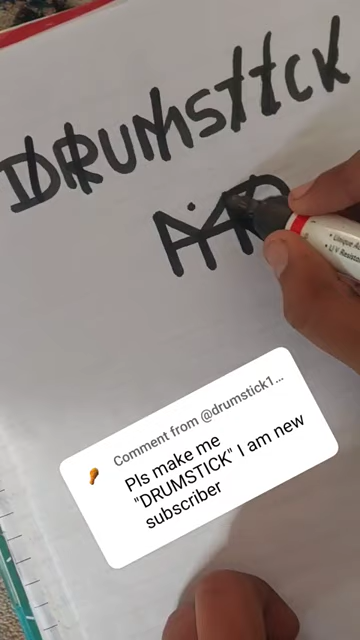 DRUMSTICK
Comment from @drumstick1...
Pls make me
"DRUMSTICK" I am new
subscriber